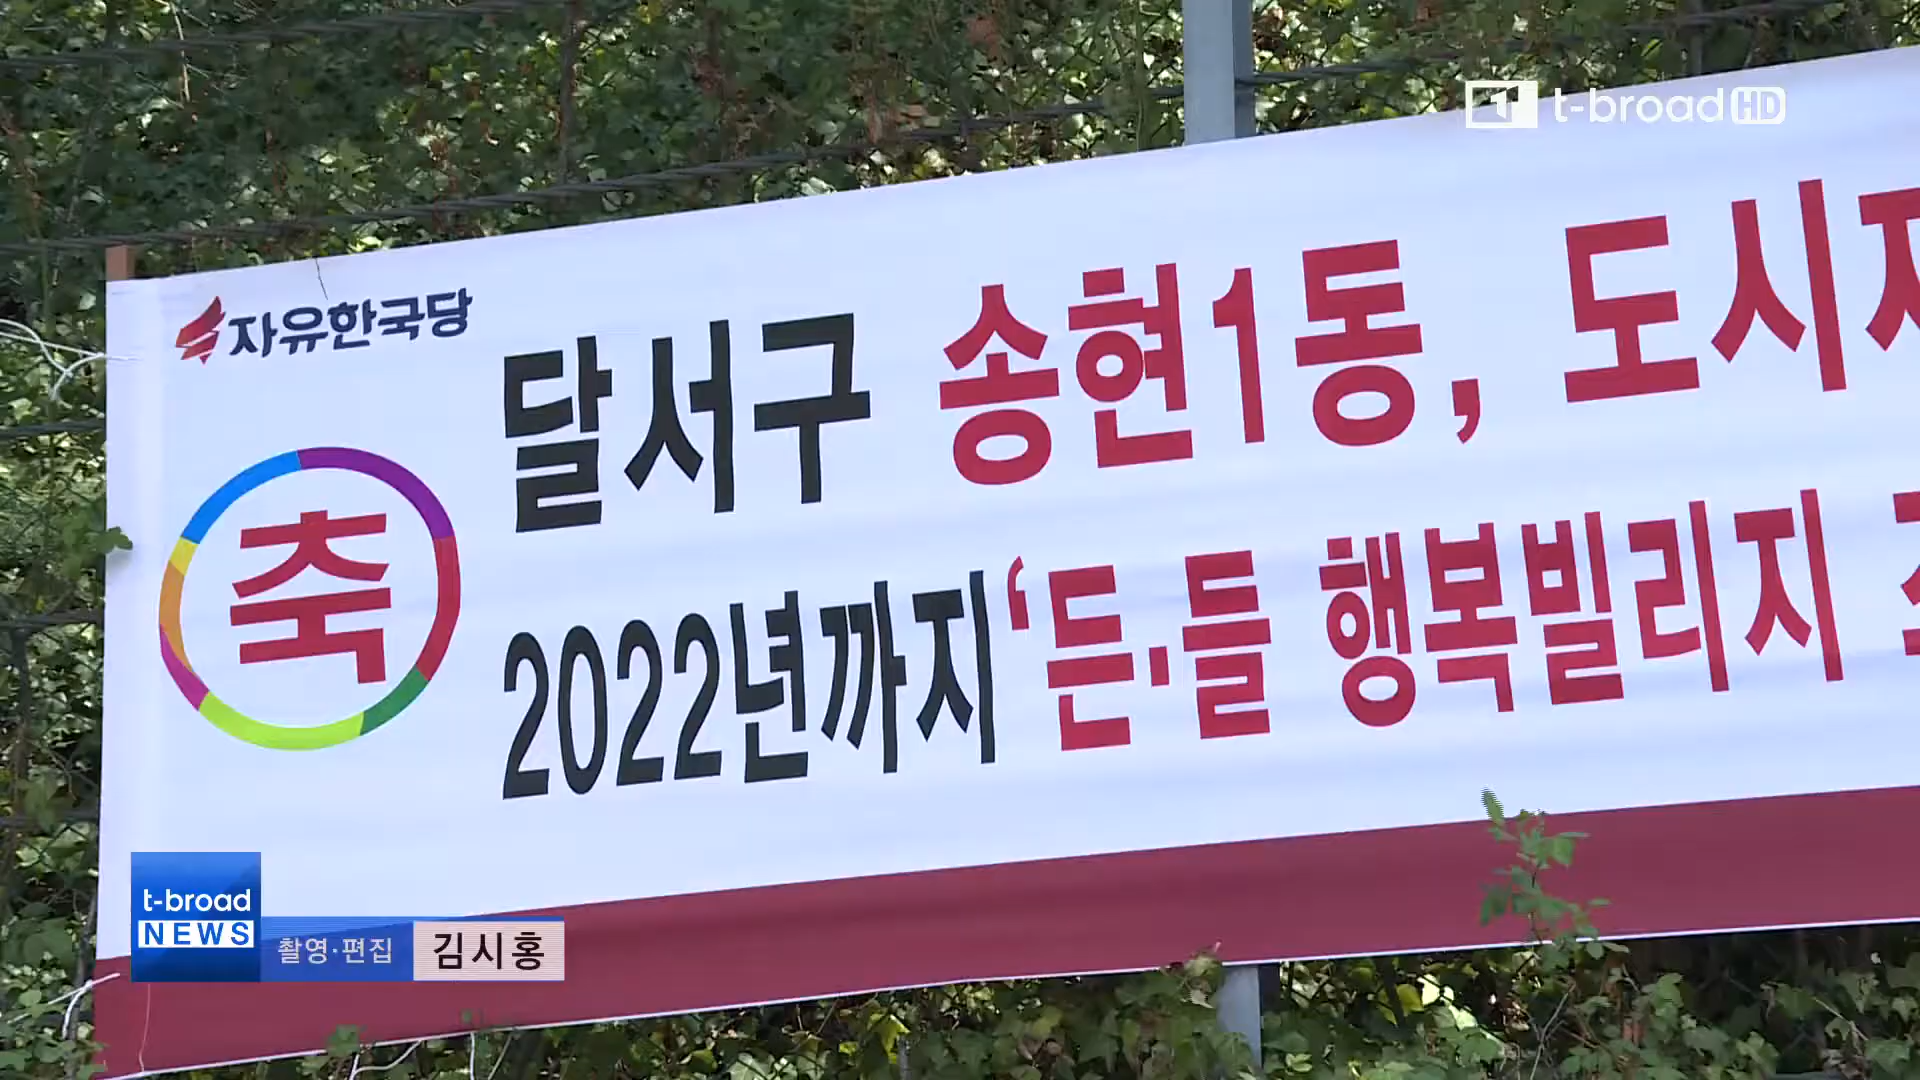 t-broad HD
자유한국당
축
달서구 송현1동, 도시
2022년까지 '든·들 행복빌리지
t-broad
NEWS
촬영·편집 김시홍